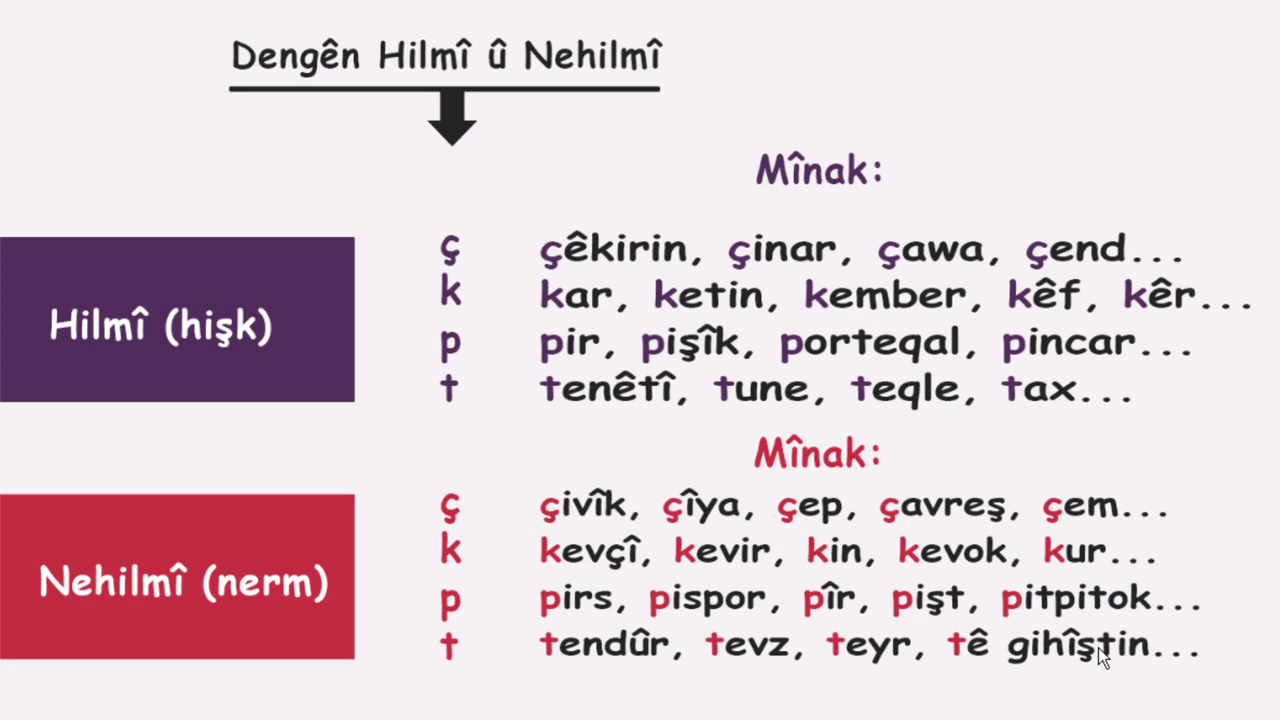 Dengên Hilmî û Nehilmî
Mînak:
Hilmî (hişk)
ç çêkirin, çinar, çawa, çend...
k kar, ketin, kember, kêf, kêr...
p pir, pişîk, porteqal, pincar...
t tenêtî, tune, teqle, tax...
Mînak:
Nehilmî (nerm)
ç çivîk, çîya, çep, çavreş, çem...
k kevçî, kevir, kin, kevok, kur...
p pirs, pispor, pîr, pişt, pitpitok...
t tendûr, tevz, teyr, tê gihîştin...